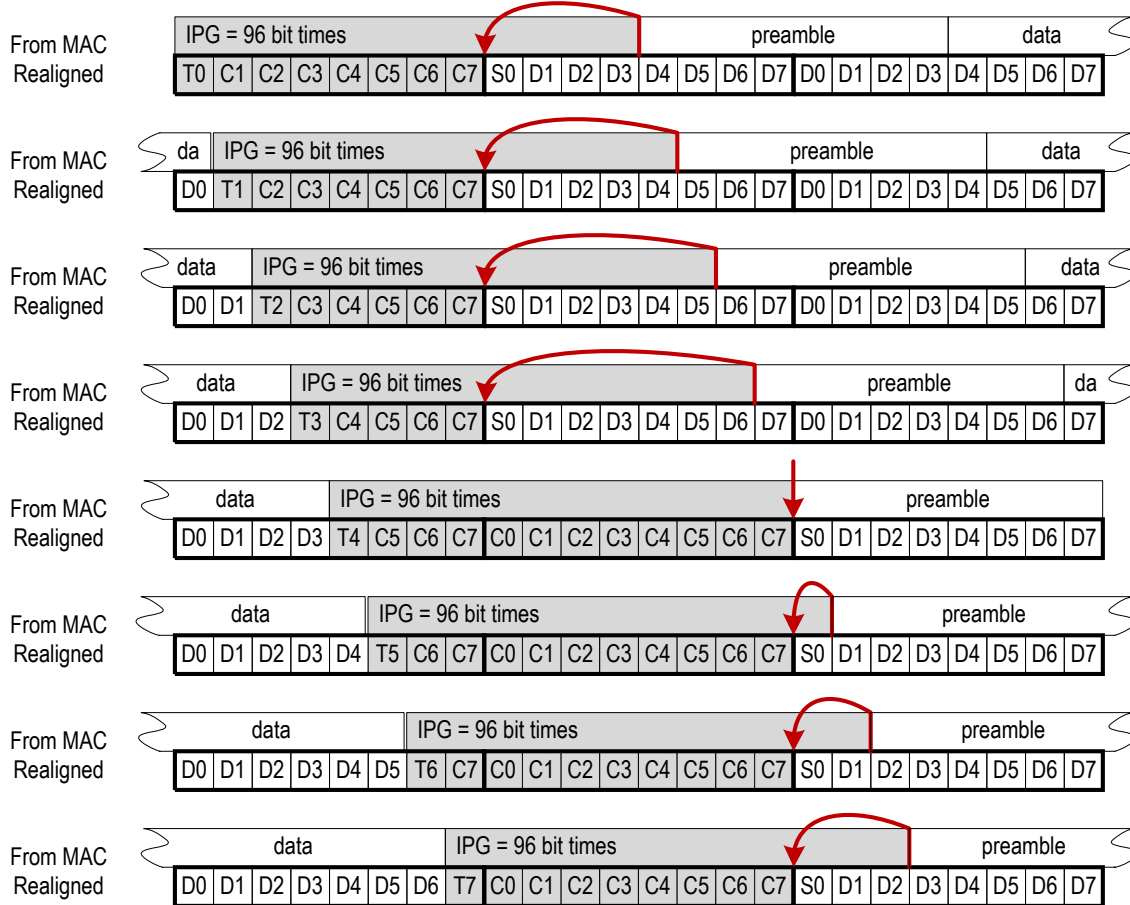 From MAC IPG = 96 bit times preamble data
Realigned T0 C1 C2 C3 C4 C5 C6 C7 S0 D1 D2 D3 D4 D5 D6 D7 D0 D1 D2 D3 D4 D5 D6 D7
From MAC da IPG = 96 bit times preamble data
Realigned D0 T1 C2 C3 C4 C5 C6 C7 S0 D1 D2 D3 D4 D5 D6 D7 D0 D1 D2 D3 D4 D5 D6 D7
From MAC data IPG = 96 bit times preamble data
Realigned D0 D1 T2 C3 C4 C5 C6 C7 S0 D1 D2 D3 D4 D5 D6 D7 D0 D1 D2 D3 D4 D5 D6 D7
From MAC data IPG = 96 bit times preamble da
Realigned D0 D1 D2 T3 C4 C5 C6 C7 S0 D1 D2 D3 D4 D5 D6 D7 D0 D1 D2 D3 D4 D5 D6 D7
From MAC data IPG = 96 bit times preamble
Realigned D0 D1 D2 D3 T4 C5 C6 C7 C0 C1 C2 C3 C4 C5 C6 C7 S0 D1 D2 D3 D4 D5 D6 D7
From MAC data IPG = 96 bit times preamble
Realigned D0 D1 D2 D3 D4 T5 C6 C7 C0 C1 C2 C3 C4 C5 C6 C7 S0 D1 D2 D3 D4 D5 D6 D7
From MAC data IPG = 96 bit times preamble
Realigned D0 D1 D2 D3 D4 D5 T6 C7 C0 C1 C2 C3 C4 C5 C6 C7 S0 D1 D2 D3 D4 D5 D6 D7
From MAC data IPG = 96 bit times preamble
Realigned D0 D1 D2 D3 D4 D5 D6 T7 C0 C1 C2 C3 C4 C5 C6 C7 S0 D1 D2 D3 D4 D5 D6 D7